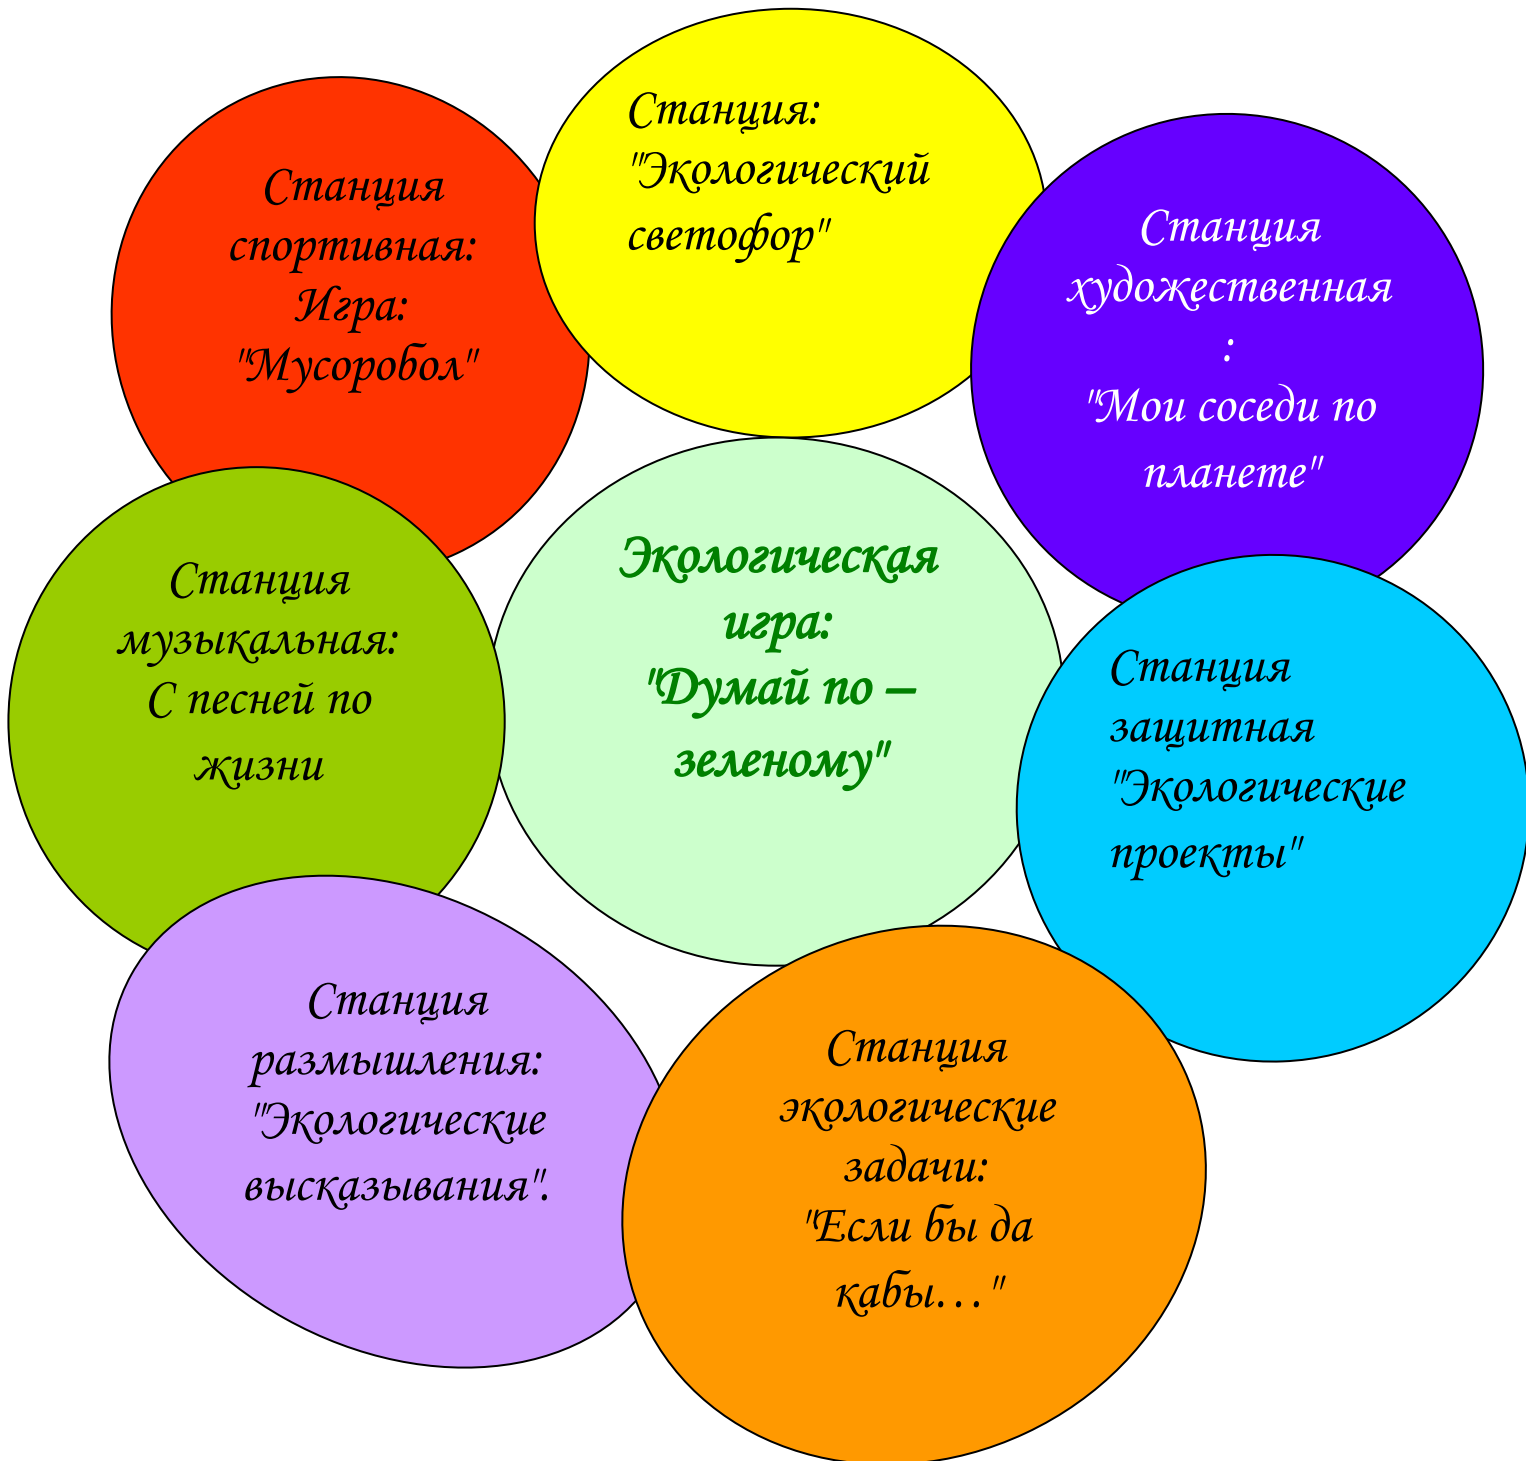 Станция:
"Экологический
светофор"
Станция
спортивная:
Игра:
"Мусоробол"
Станция
художественная
:
"Мои соседи по
планете"
Экологическая
игра:
"Думай по –
зеленому"
Станция
музыкальная:
С песней по
жизни
Станция
защитная
"Экологические
проекты"
Станция
размышления:
"Экологические
высказывания".
Станция
экологические
задачи:
"Если бы да
кабы…"